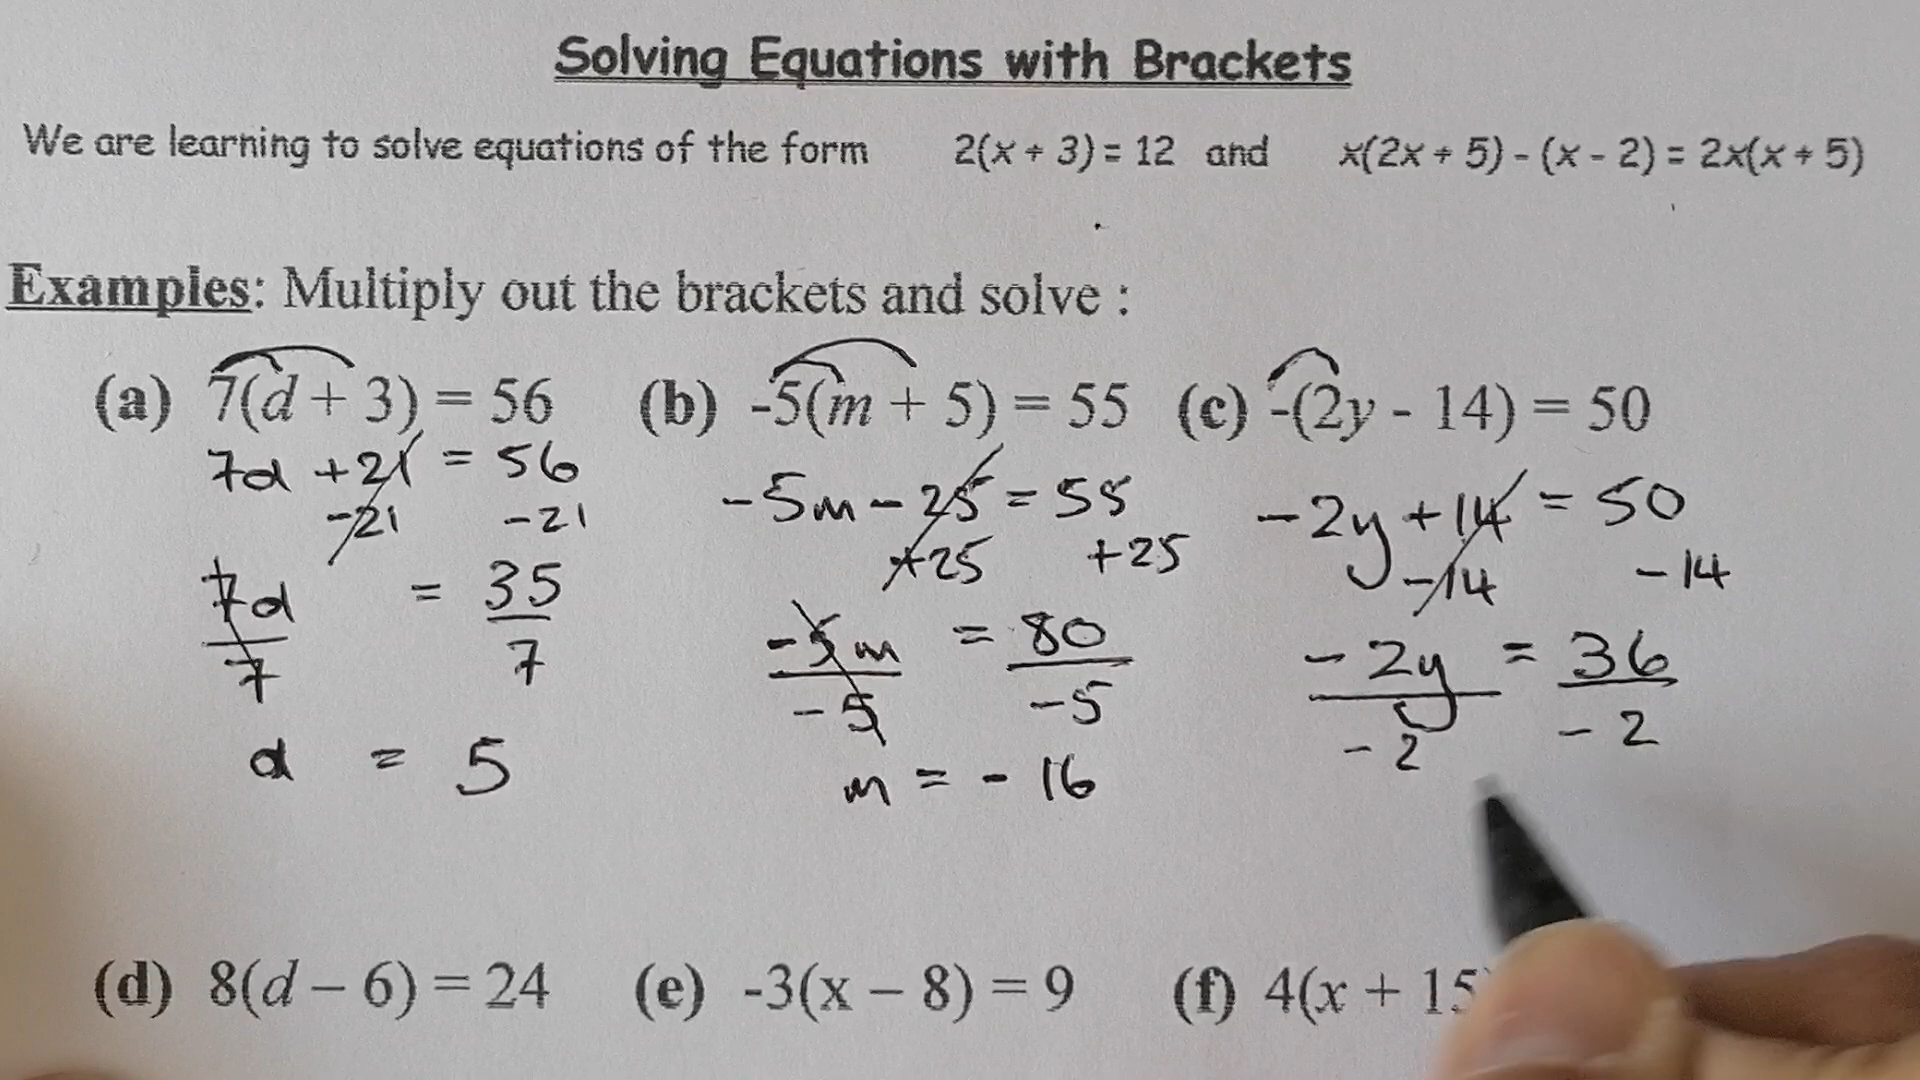 Solving Equations with Brackets
We are learning to solve equations of the form 2(x + 3) = 12 and x(2x + 5) - (x - 2) = 2x(x + 5)
Examples: Multiply out the brackets and solve :
(a) 7(d + 3) = 56 (b) -5(m + 5) = 55 (c) -(2y - 14) = 50
7d + 21 = 56 -5m - 25 = 55 -2y + 14 = 50
-21 -21 +25 +25 -14 -14
7d = 35 -5m = 80 -2y = 36
7 7 -5 -5 -2 -2
d = 5 m = -16
(d) 8(d – 6) = 24 (e) -3(x – 8) = 9 (f) 4(x + 15